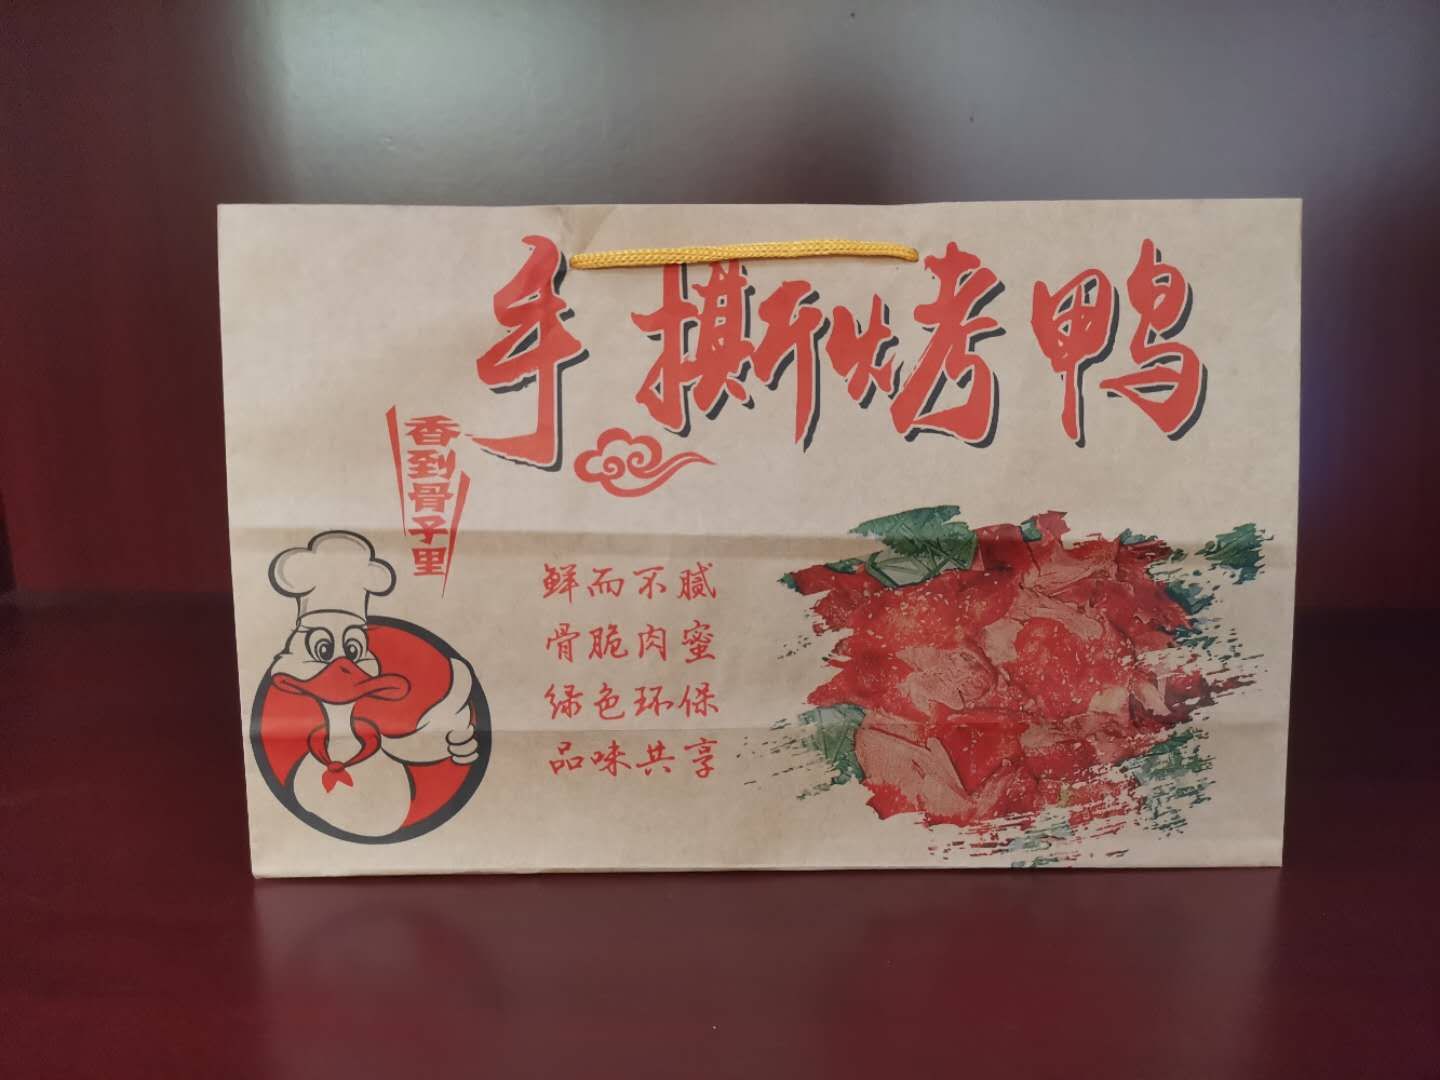 手撕烤鸭
香到骨子里
鲜而不腻
骨脆肉蜜
绿色环保
品味共享